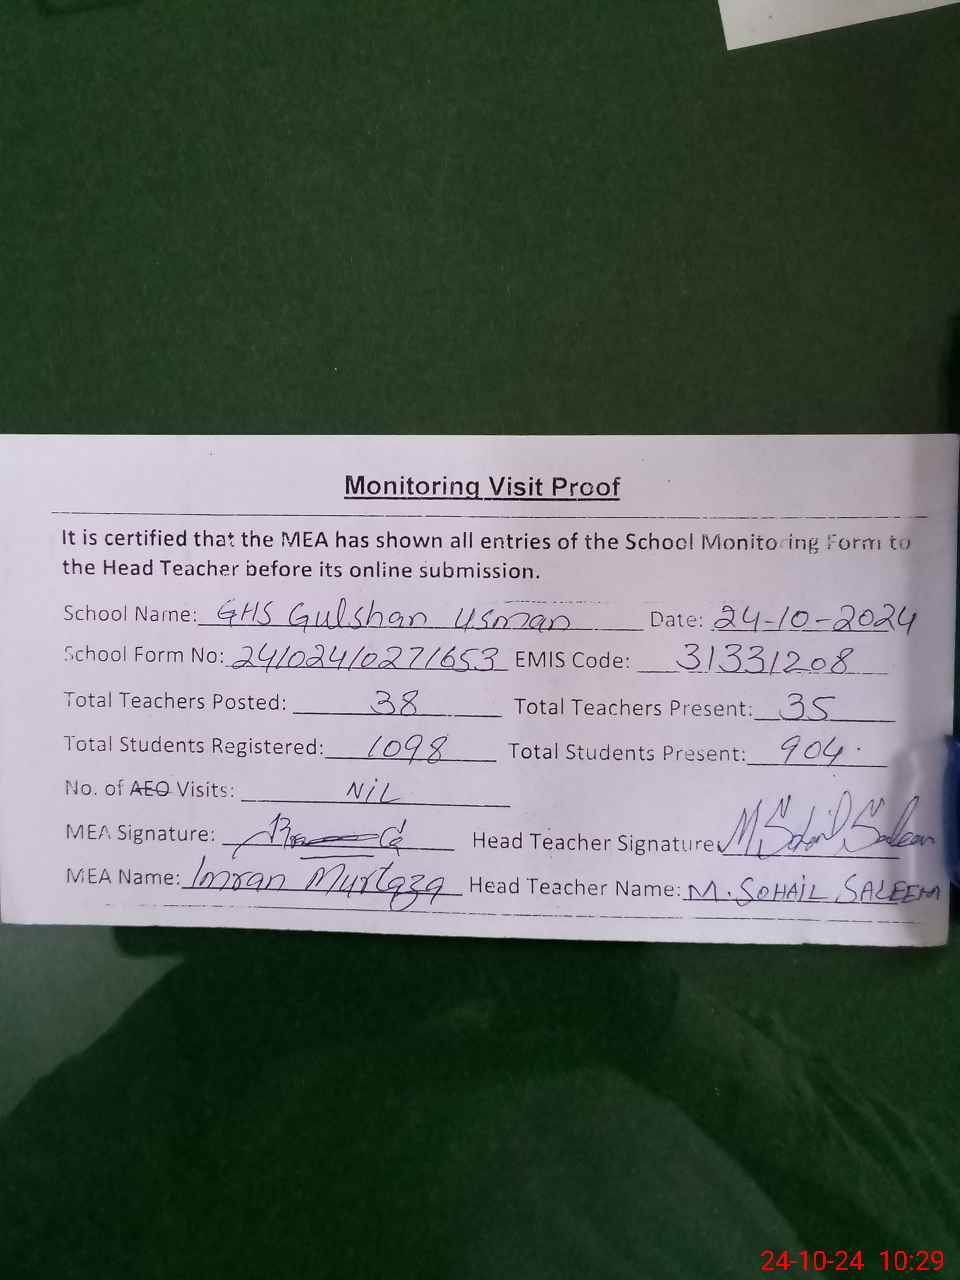 Monitoring Visit Proof
It is certified that the MEA has shown all entries of the School Monitoring Form to
the Head Teacher before its online submission.
School Name: GHS Gulshan Usman Date: 24-10-2024
School Form No: 24102410271653 EMIS Code: 31331208
Total Teachers Posted: 38 Total Teachers Present: 35
Total Students Registered: 1098 Total Students Present: 904
No. of AEO Visits: NiL
MEA Signature: Head Teacher Signature M Sohail Saleem
MEA Name: Imran Murtaza Head Teacher Name: M. SOHAiL SALEEM
24-10-24 10:29